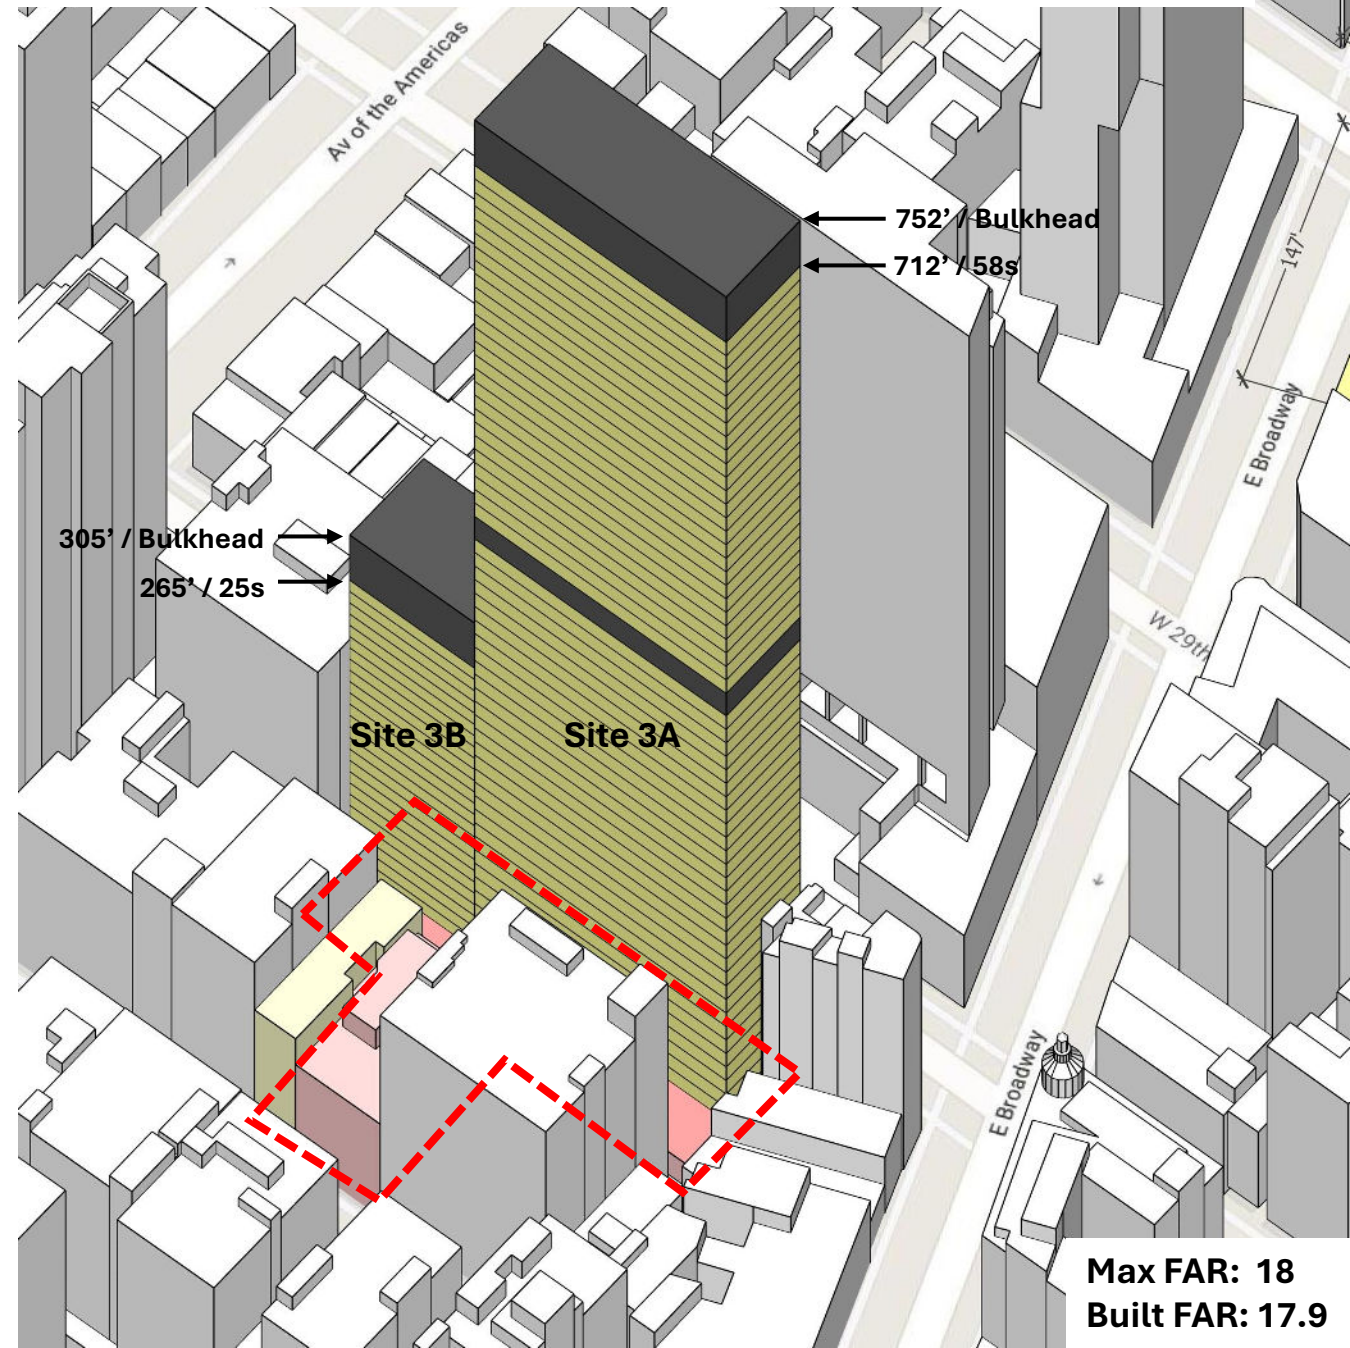 Av of the Americas
752’ / Bulkhead
712’ / 58s
147'
E Broadway
305’ / Bulkhead
265’ / 25s
W 29th
Site 3B
Site 3A
E Broadway
Max FAR: 18
Built FAR: 17.9